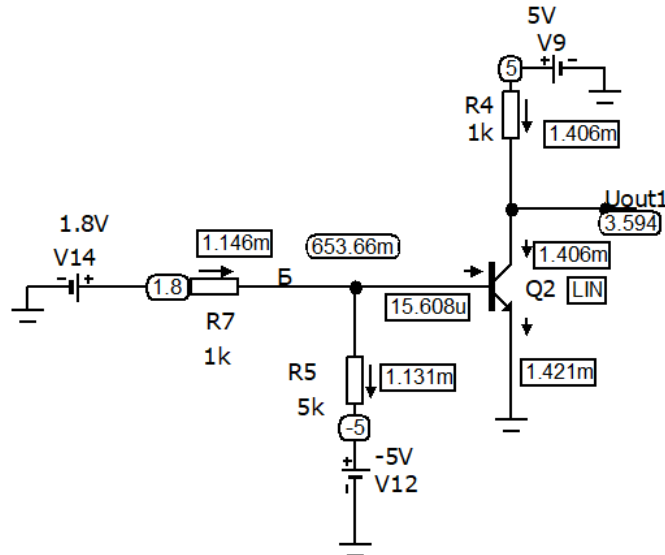 5V
V9
5
R4
1k
1.406m
Uout1
3.594
1.8V
V14
1.146m
653.66m
1.406m
1.8
Б
Q2
LIN
15.608u
R7
1k
R5
5k
1.131m
1.421m
-5
-5V
V12